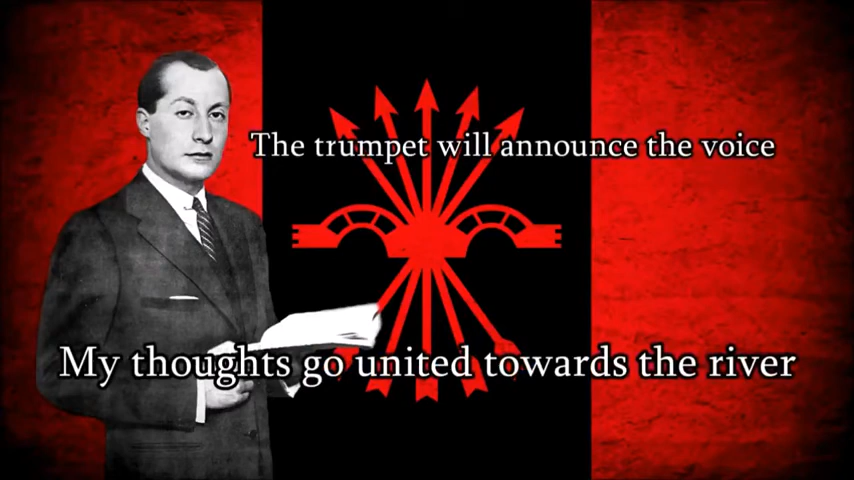 The trumpet will announce the voice
My thoughts go united towards the river